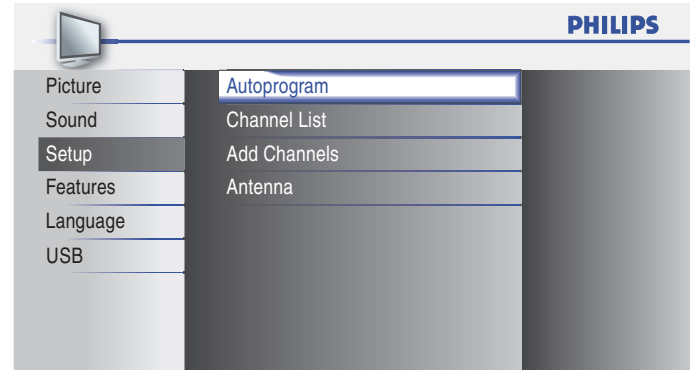 PHILIPS
Picture
Sound
Setup
Features
Language
USB
Autoprogram
Channel List
Add Channels
Antenna